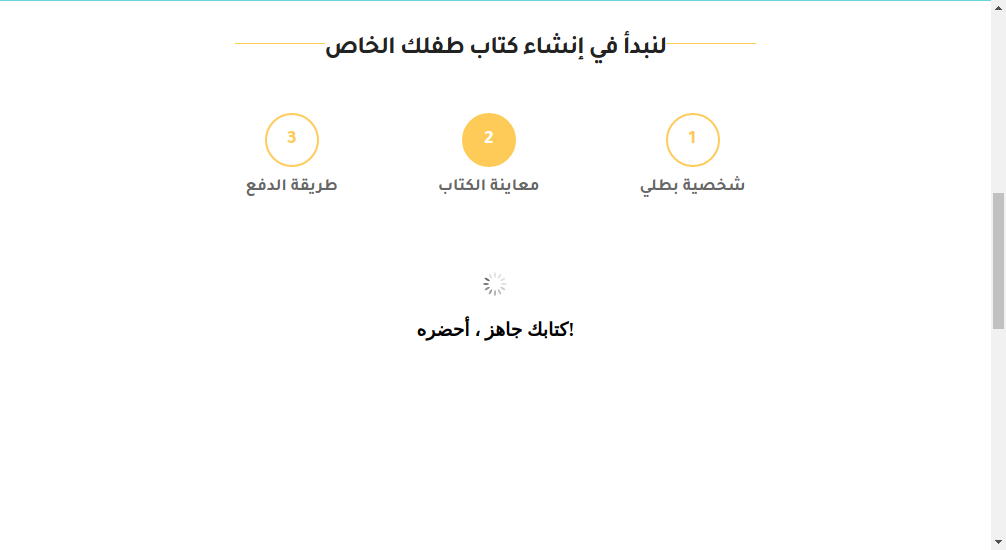 لنبدأ في إنشاء كتاب طفلك الخاص
1
2
3
شخصية بطلي
معاينة الكتاب
طريقة الدفع
كتابك جاهز ، أحضره!